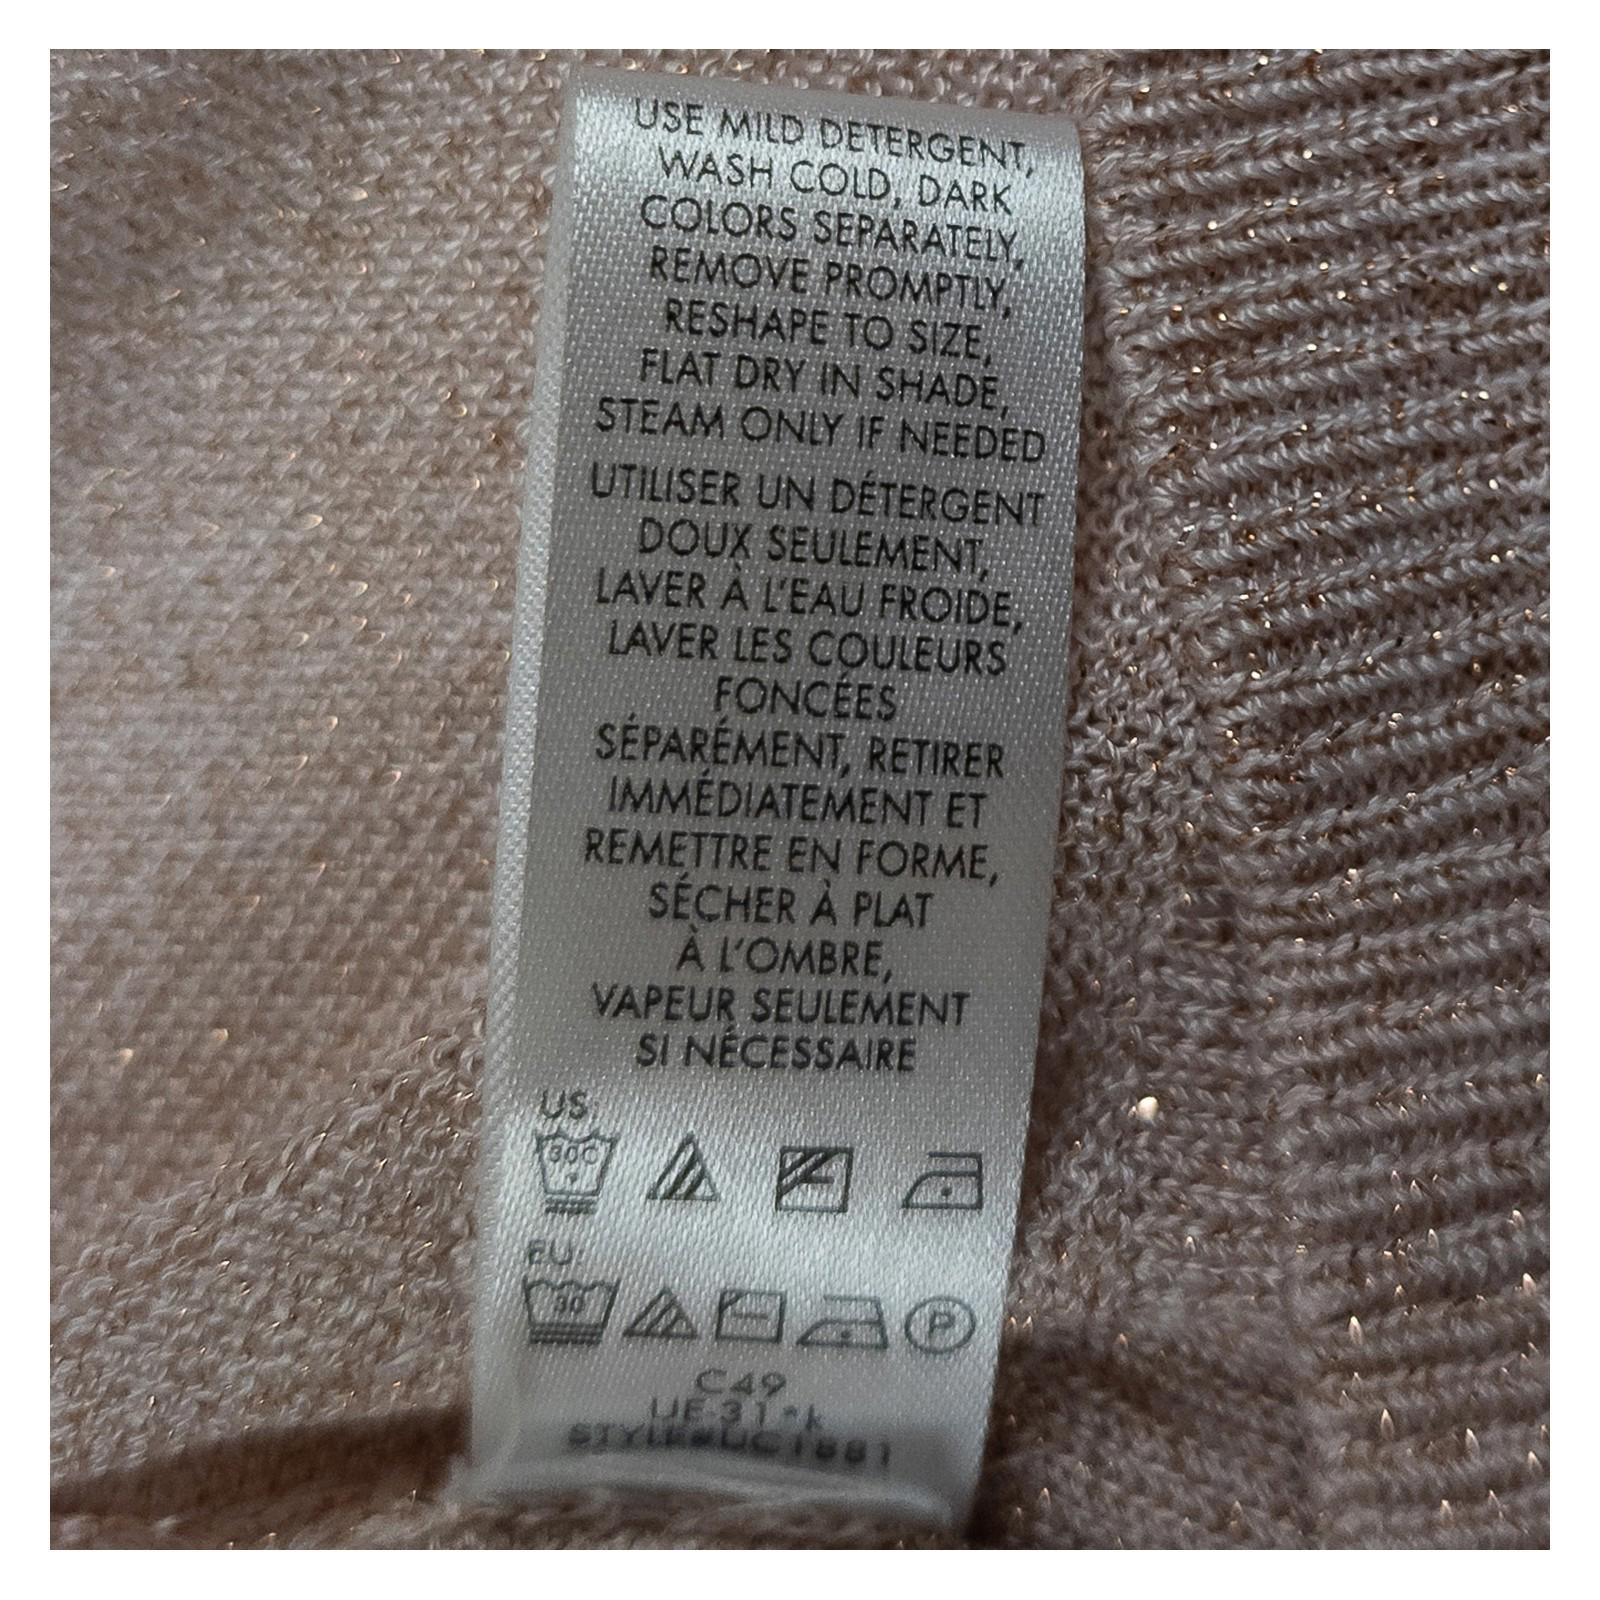 USE MILD DETERGENT,
WASH COLD, DARK
COLORS SEPARATELY,
REMOVE PROMPTLY,
RESHAPE TO SIZE,
FLAT DRY IN SHADE,
STEAM ONLY IF NEEDED
UTILISER UN DÉTERGENT
DOUX SEULEMENT,
LAVER À L'EAU FROIDE,
LAVER LES COULEURS
FONCÉES
SÉPARÉMENT, RETIRER
IMMÉDIATEMENT ET
REMETTRE EN FORME,
SÉCHER À PLAT
À L'OMBRE,
VAPEUR SEULEMENT
SI NÉCESSAIRE
US:
30C
EU:
30 P
C49